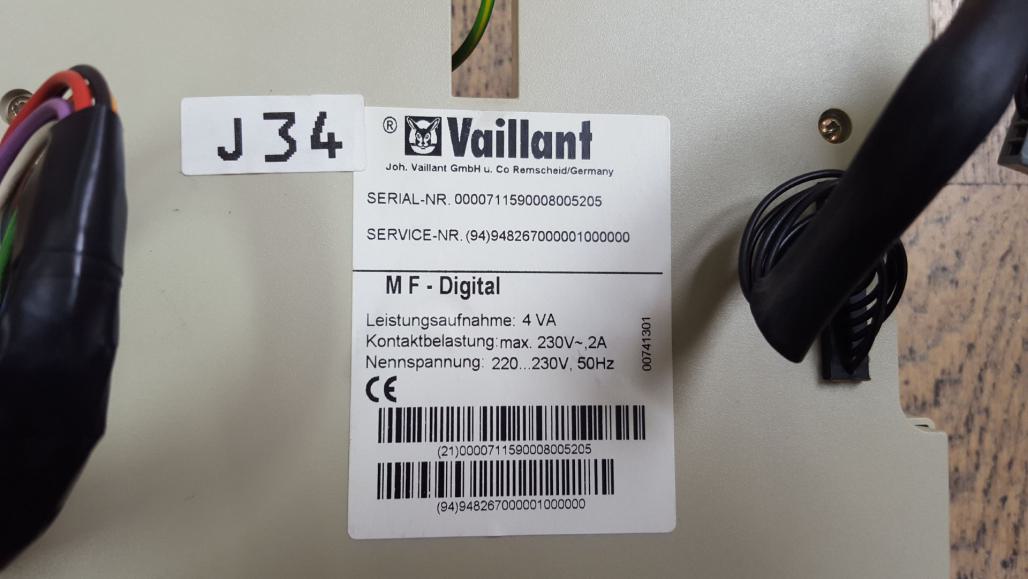 J34
® Vaillant
Joh. Vaillant GmbH u. Co Remscheid/Germany
SERIAL-NR. 0000711590008005205
SERVICE-NR. (94)948267000001000000
M F - Digital
Leistungsaufnahme: 4 VA
Kontaktbelastung: max. 230V~,2A
Nennspannung: 220...230V, 50Hz
00741301
CE
(21)0000711590008005205
(94)948267000001000000